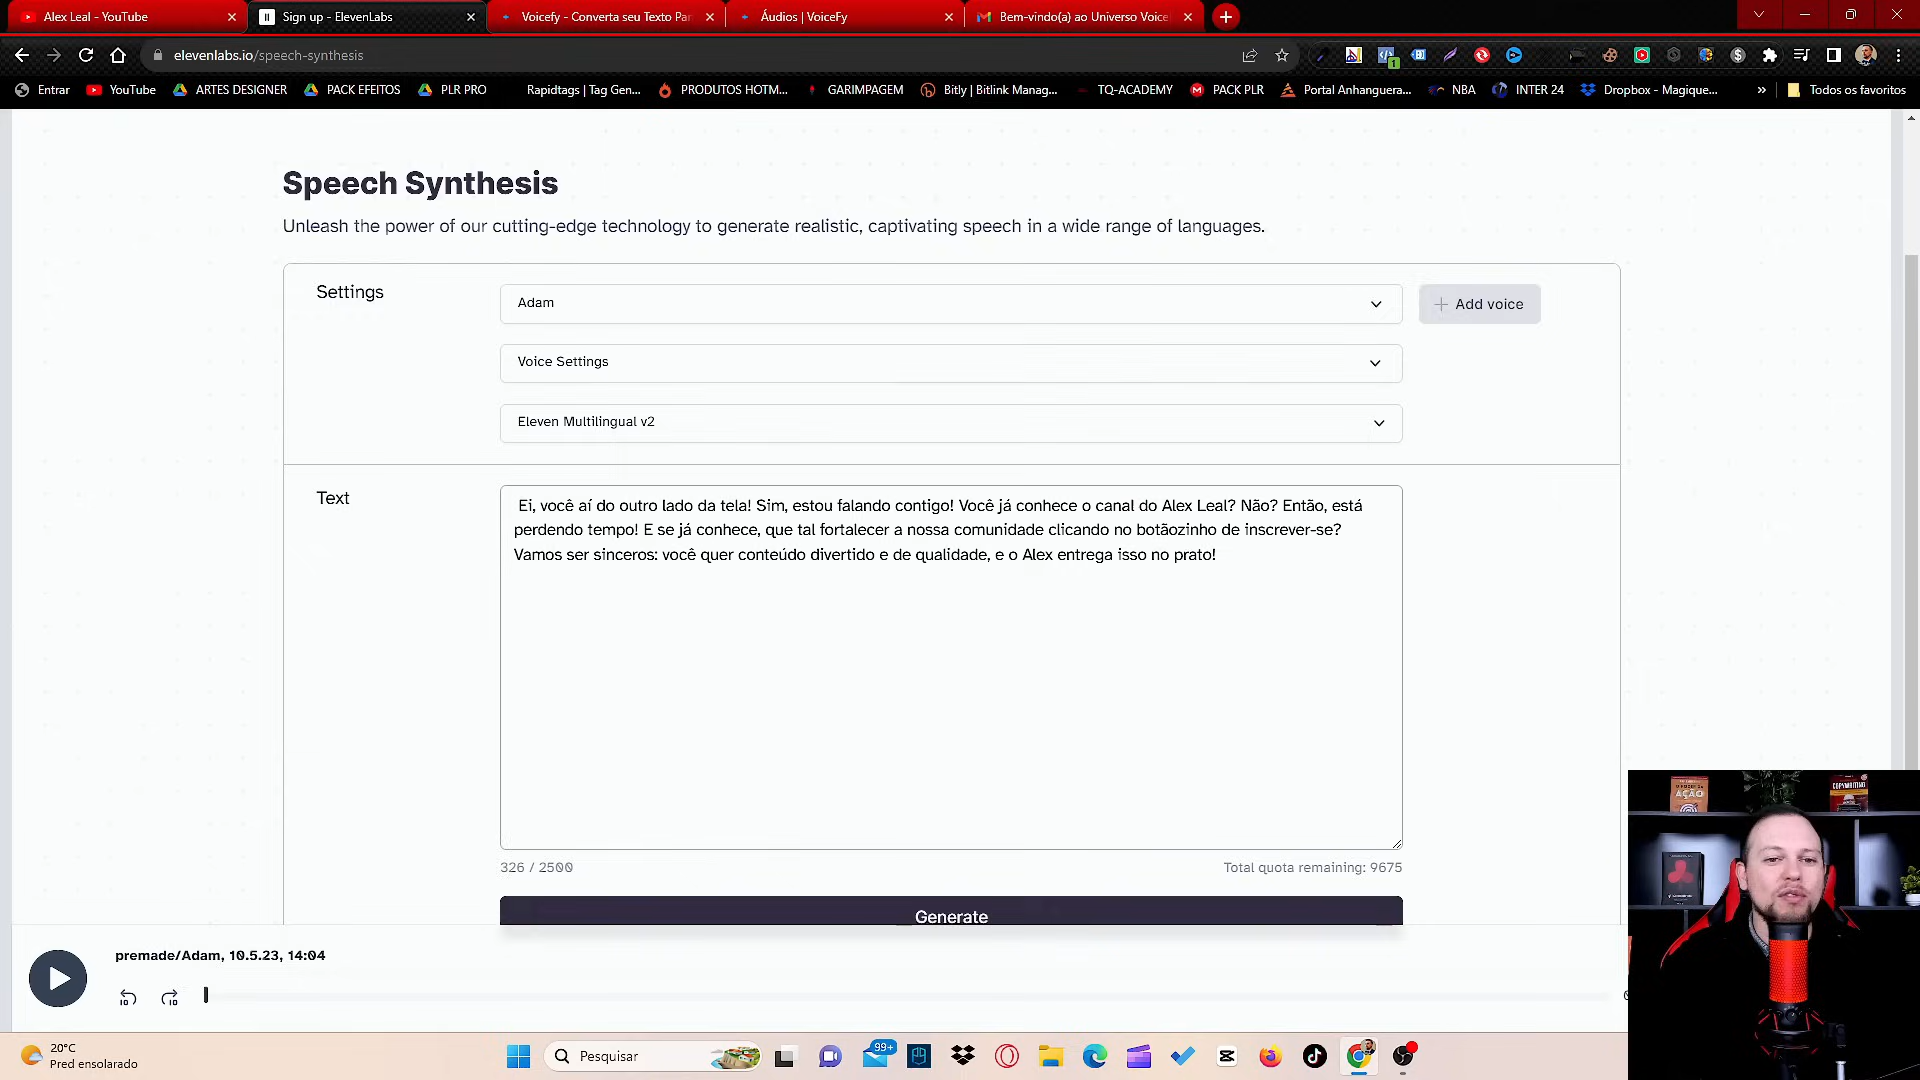 Alex Leal - YouTube
Sign up - ElevenLabs
Voicefy - Converta seu Texto Par
Áudios | VoiceFy
Bem-vindo(a) ao Universo Voice
elevenlabs.io/speech-synthesis
1
Entrar
YouTube
ARTES DESIGNER
PACK EFEITOS
PLR PRO
Rapidtags | Tag Gen...
PRODUTOS HOTM...
GARIMPAGEM
Bitly | Bitlink Manag...
TQ-ACADEMY
PACK PLR
Portal Anhanguera...
NBA
INTER 24
Dropbox - Magique...
»
Todos os favoritos
Speech Synthesis
Unleash the power of our cutting-edge technology to generate realistic, captivating speech in a wide range of languages.
Settings
Adam
+ Add voice
Voice Settings
Eleven Multilingual v2
Text
Ei, você aí do outro lado da tela! Sim, estou falando contigo! Você já conhece o canal do Alex Leal? Não? Então, está
perdendo tempo! E se já conhece, que tal fortalecer a nossa comunidade clicando no botãozinho de inscrever-se?
Vamos ser sinceros: você quer conteúdo divertido e de qualidade, e o Alex entrega isso no prato!
326 / 2500
Total quota remaining: 9675
Generate
premade/Adam, 10.5.23, 14:04
10
10
AÇÃO
COPYWRITING
20°C
Pred ensolarado
Pesquisar
99+